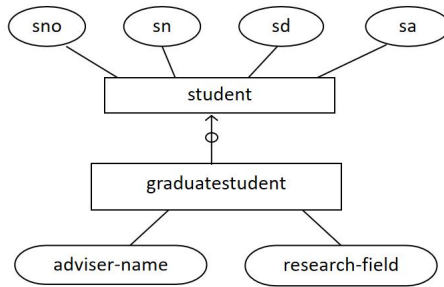 sno
sn
sd
sa
student
graduatestudent
adviser-name
research-field